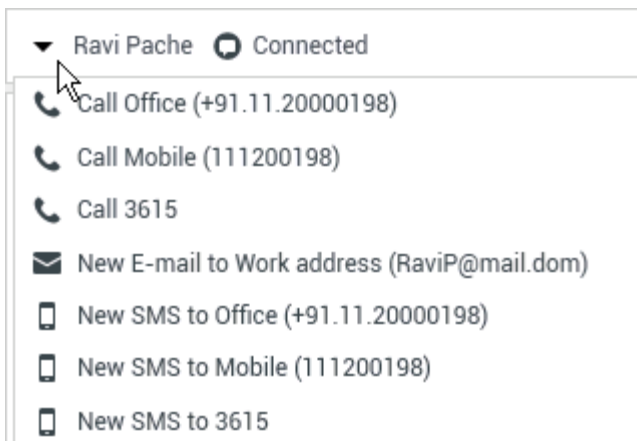 Ravi Pache Connected
Call Office (+91.11.20000198)
Call Mobile (111200198)
Call 3615
New E-mail to Work address (RaviP@mail.dom)
New SMS to Office (+91.11.20000198)
New SMS to Mobile (111200198)
New SMS to 3615